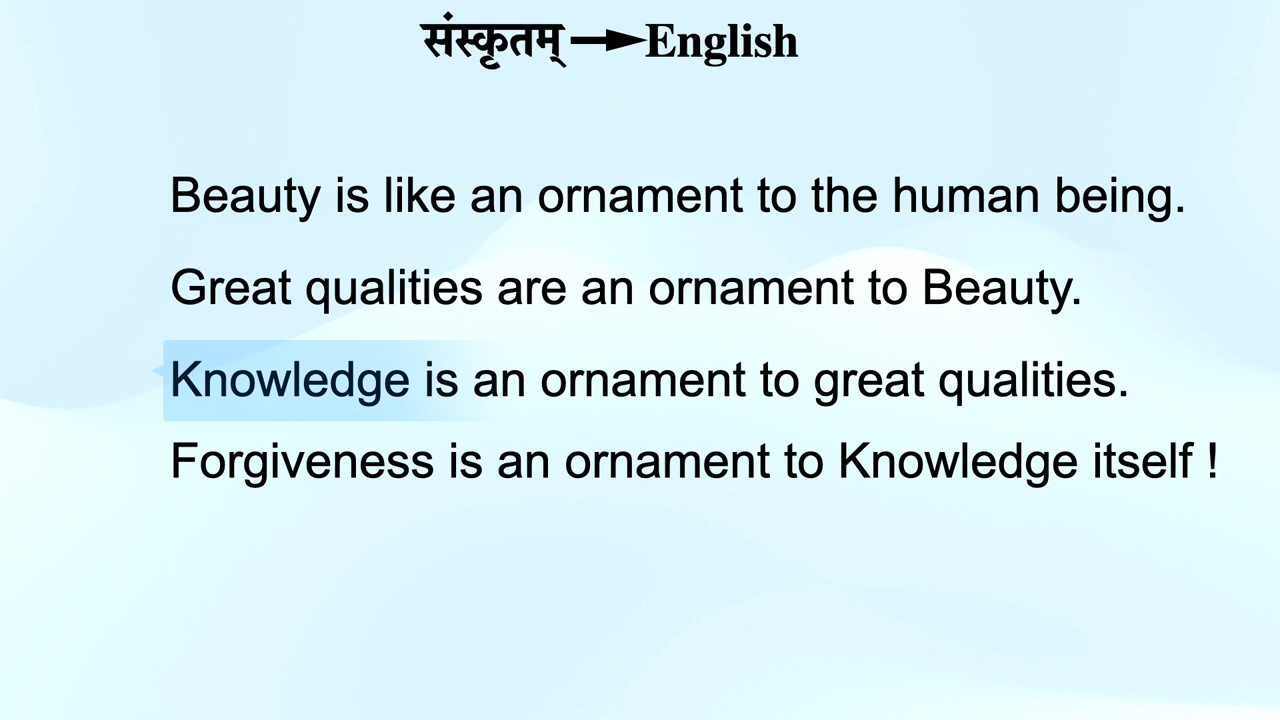 संस्कृतम् → English
Beauty is like an ornament to the human being.
Great qualities are an ornament to Beauty.
Knowledge is an ornament to great qualities.
Forgiveness is an ornament to Knowledge itself !